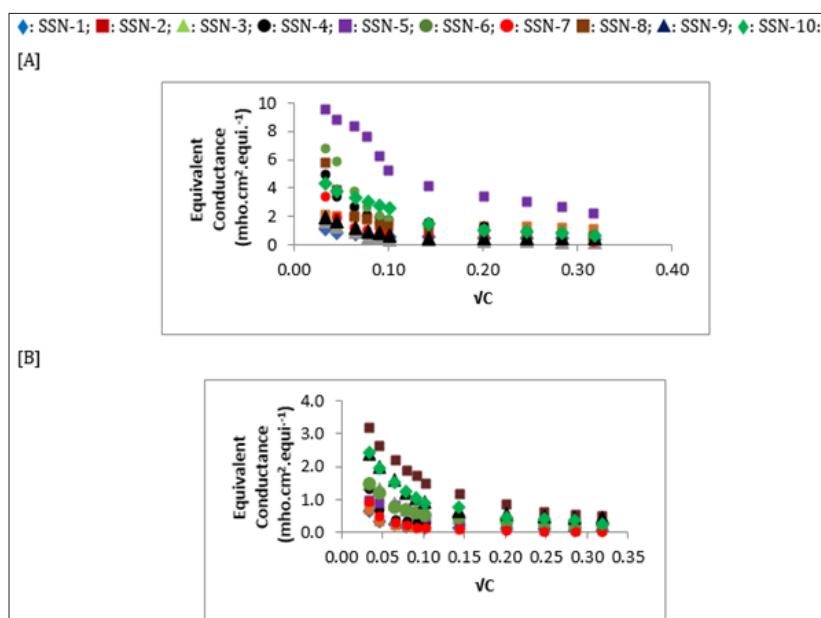 ♦: SSN-1; ■: SSN-2; ▲: SSN-3; ●: SSN-4; ■: SSN-5; ●: SSN-6; ●: SSN-7 ■: SSN-8; ▲: SSN-9; ♦: SSN-10:
[A]
Equivalent
Conductance
(mho.cm².equi.⁻¹)
10
8
6
4
2
0
0.00 0.10 0.20 0.30 0.40
√C
[B]
Equivalent
Conductance
(mho.cm².equi⁻¹)
4.0
3.0
2.0
1.0
0.0
0.00 0.05 0.10 0.15 0.20 0.25 0.30 0.35
√C